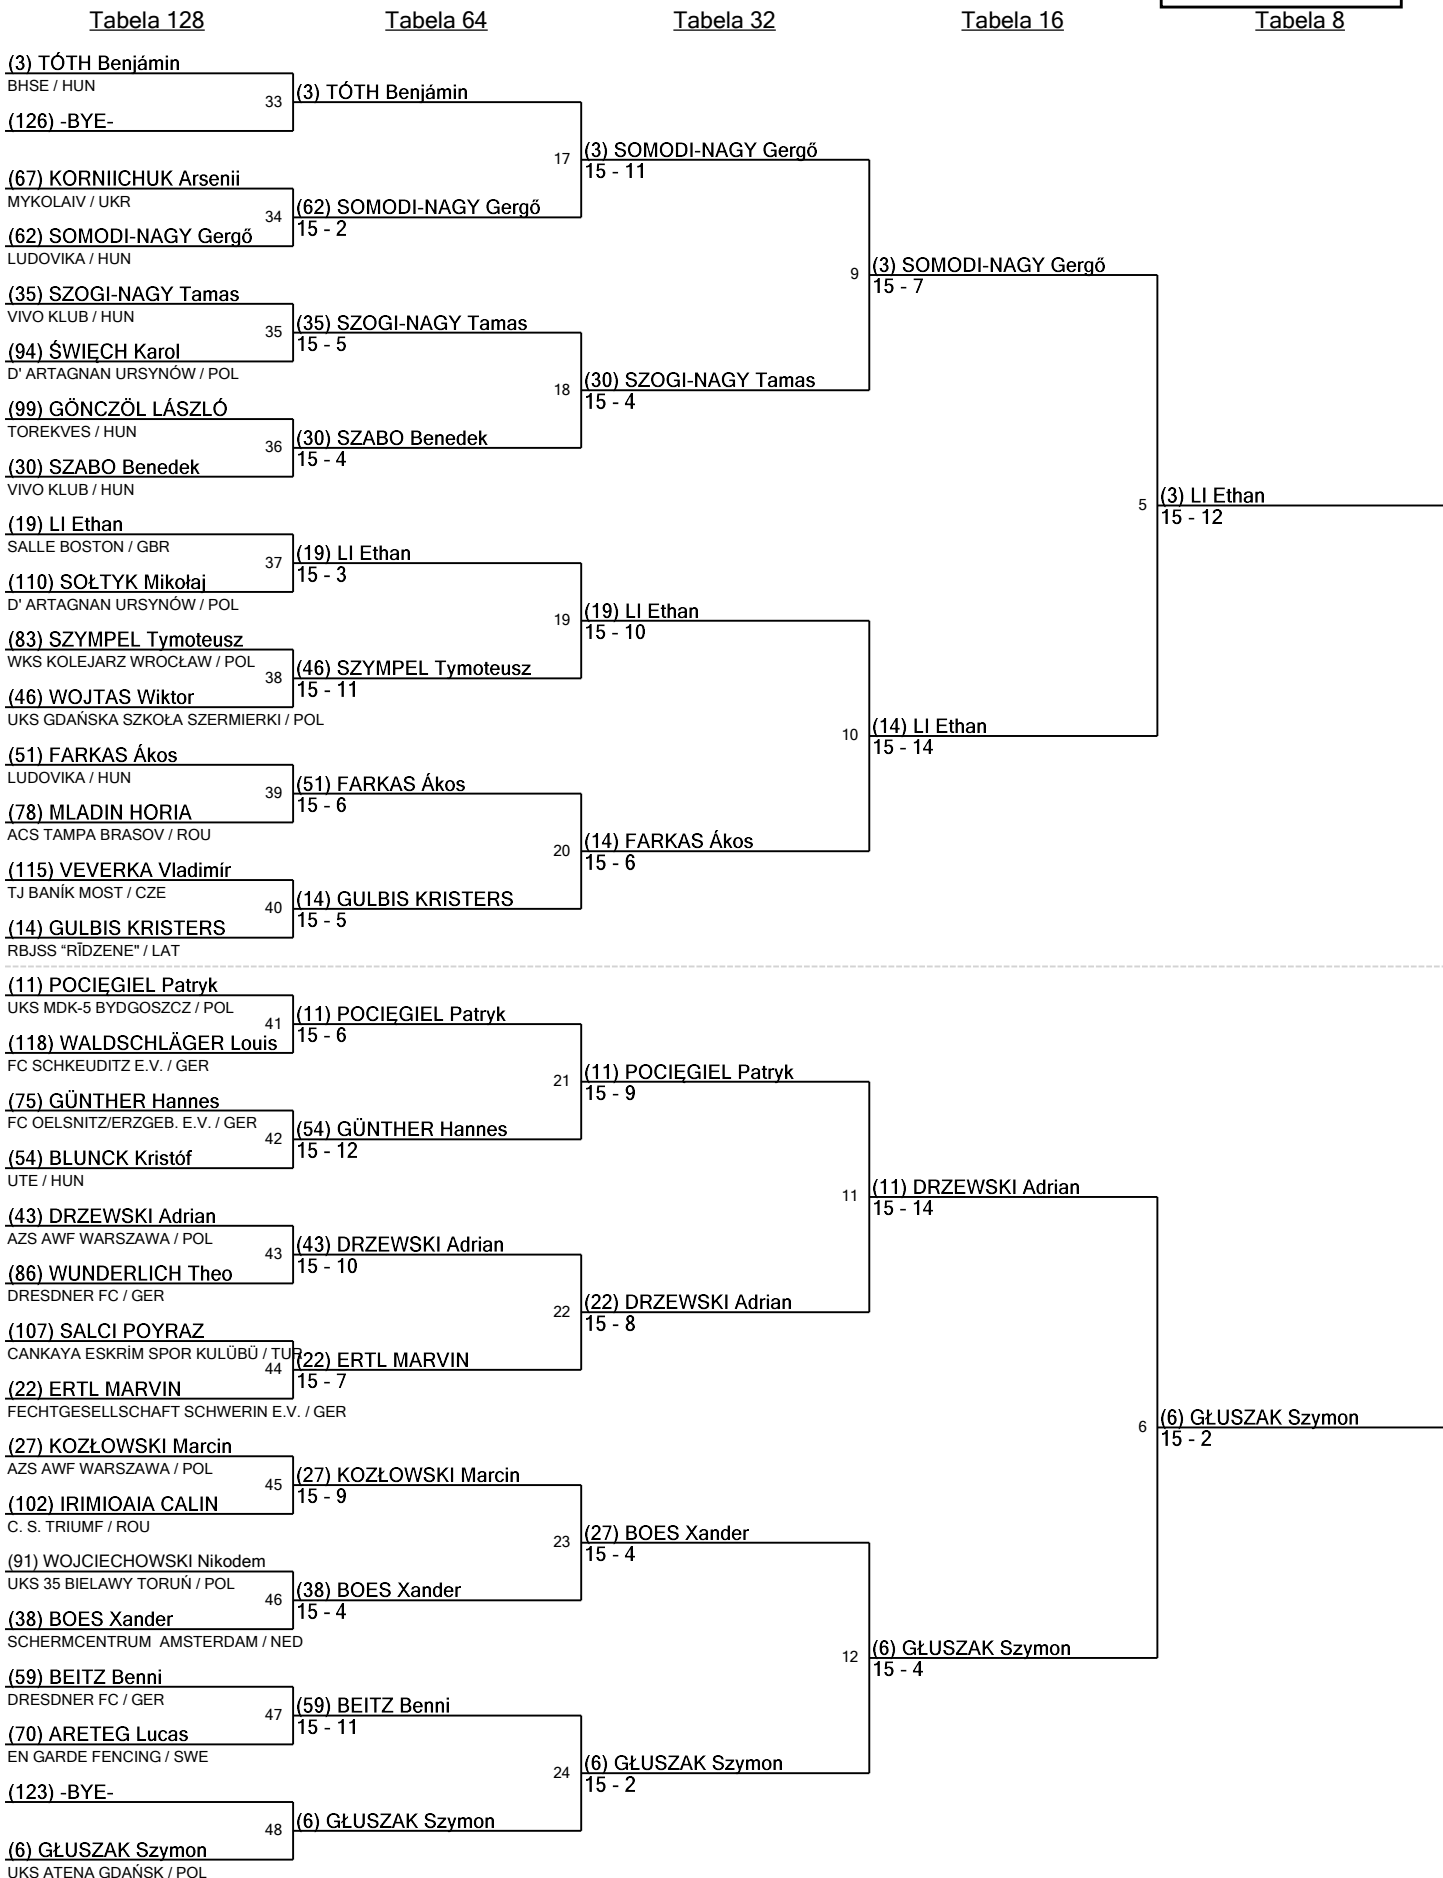 Tabela 128
Tabela 64
Tabela 32
Tabela 16
Tabela 8
(3) TÓTH Benjámin
BHSE / HUN
33
(3) TÓTH Benjámin
(126) -BYE-
17
(3) SOMODI-NAGY Gergő
15 - 11
(67) KORNIICHUK Arsenii
MYKOLAIV / UKR
34
(62) SOMODI-NAGY Gergő
15 - 2
(62) SOMODI-NAGY Gergő
LUDOVIKA / HUN
9
(3) SOMODI-NAGY Gergő
15 - 7
(35) SZOGI-NAGY Tamas
VIVO KLUB / HUN
35
(35) SZOGI-NAGY Tamas
15 - 5
(94) ŚWIĘCH Karol
D' ARTAGNAN URSYNÓW / POL
18
(30) SZOGI-NAGY Tamas
15 - 4
(99) GÖNCZÖL LÁSZLÓ
TOREKVES / HUN
36
(30) SZABO Benedek
15 - 4
(30) SZABO Benedek
VIVO KLUB / HUN
5
(3) LI Ethan
15 - 12
(19) LI Ethan
SALLE BOSTON / GBR
37
(19) LI Ethan
15 - 3
(110) SOŁTYK Mikołaj
D' ARTAGNAN URSYNÓW / POL
19
(19) LI Ethan
15 - 10
(83) SZYMPEL Tymoteusz
WKS KOLEJARZ WROCŁAW / POL
38
(46) SZYMPEL Tymoteusz
15 - 11
(46) WOJTAS Wiktor
UKS GDAŃSKA SZKOŁA SZERMIERKI / POL
10
(14) LI Ethan
15 - 14
(51) FARKAS Ákos
LUDOVIKA / HUN
39
(51) FARKAS Ákos
15 - 6
(78) MLADIN HORIA
ACS TAMPA BRASOV / ROU
20
(14) FARKAS Ákos
15 - 6
(115) VEVERKA Vladimír
TJ BANÍK MOST / CZE
40
(14) GULBIS KRISTERS
15 - 5
(14) GULBIS KRISTERS
RBJSS “RĪDZENE" / LAT
(11) POCIĘGIEL Patryk
UKS MDK-5 BYDGOSZCZ / POL
41
(11) POCIĘGIEL Patryk
15 - 6
(118) WALDSCHLÄGER Louis
FC SCHKEUDITZ E.V. / GER
21
(11) POCIĘGIEL Patryk
15 - 9
(75) GÜNTHER Hannes
FC OELSNITZ/ERZGEB. E.V. / GER
42
(54) GÜNTHER Hannes
15 - 12
(54) BLUNCK Kristóf
UTE / HUN
11
(11) DRZEWSKI Adrian
15 - 14
(43) DRZEWSKI Adrian
AZS AWF WARSZAWA / POL
43
(43) DRZEWSKI Adrian
15 - 10
(86) WUNDERLICH Theo
DRESDNER FC / GER
22
(22) DRZEWSKI Adrian
15 - 8
(107) SALCI POYRAZ
CANKAYA ESKRİM SPOR KULÜBÜ / TUR
44
(22) ERTL MARVIN
15 - 7
(22) ERTL MARVIN
FECHTGESELLSCHAFT SCHWERIN E.V. / GER
6
(6) GŁUSZAK Szymon
15 - 2
(27) KOZŁOWSKI Marcin
AZS AWF WARSZAWA / POL
45
(27) KOZŁOWSKI Marcin
15 - 9
(102) IRIMIOAIA CALIN
C. S. TRIUMF / ROU
23
(27) BOES Xander
15 - 4
(91) WOJCIECHOWSKI Nikodem
UKS 35 BIELAWY TORUŃ / POL
46
(38) BOES Xander
15 - 4
(38) BOES Xander
SCHERMCENTRUM  AMSTERDAM / NED
12
(6) GŁUSZAK Szymon
15 - 4
(59) BEITZ Benni
DRESDNER FC / GER
47
(59) BEITZ Benni
15 - 11
(70) ARETEG Lucas
EN GARDE FENCING / SWE
24
(6) GŁUSZAK Szymon
15 - 2
(123) -BYE-
48
(6) GŁUSZAK Szymon
(6) GŁUSZAK Szymon
UKS ATENA GDAŃSK / POL